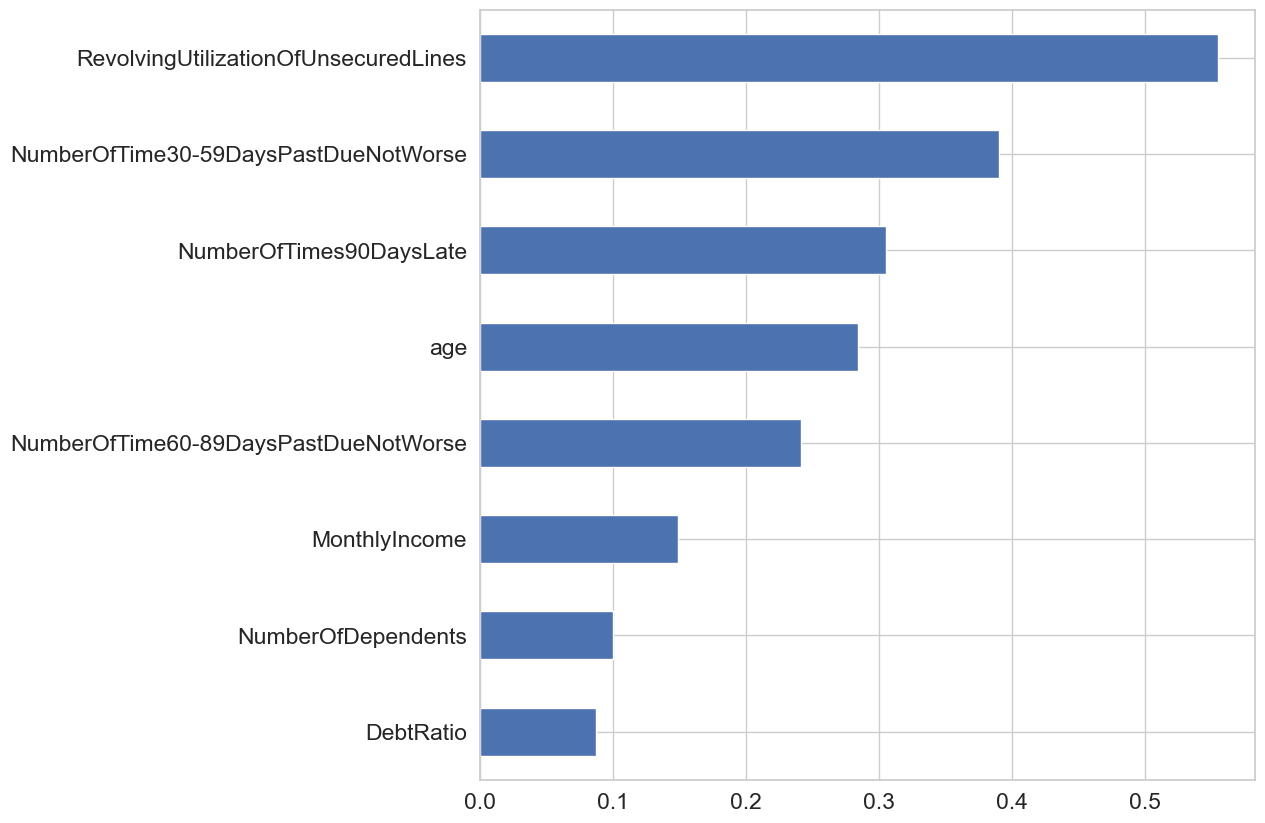 RevolvingUtilizationOfUnsecuredLines
NumberOfTime30-59DaysPastDueNotWorse
NumberOfTimes90DaysLate
age
NumberOfTime60-89DaysPastDueNotWorse
MonthlyIncome
NumberOfDependents
DebtRatio
0.0 0.1 0.2 0.3 0.4 0.5